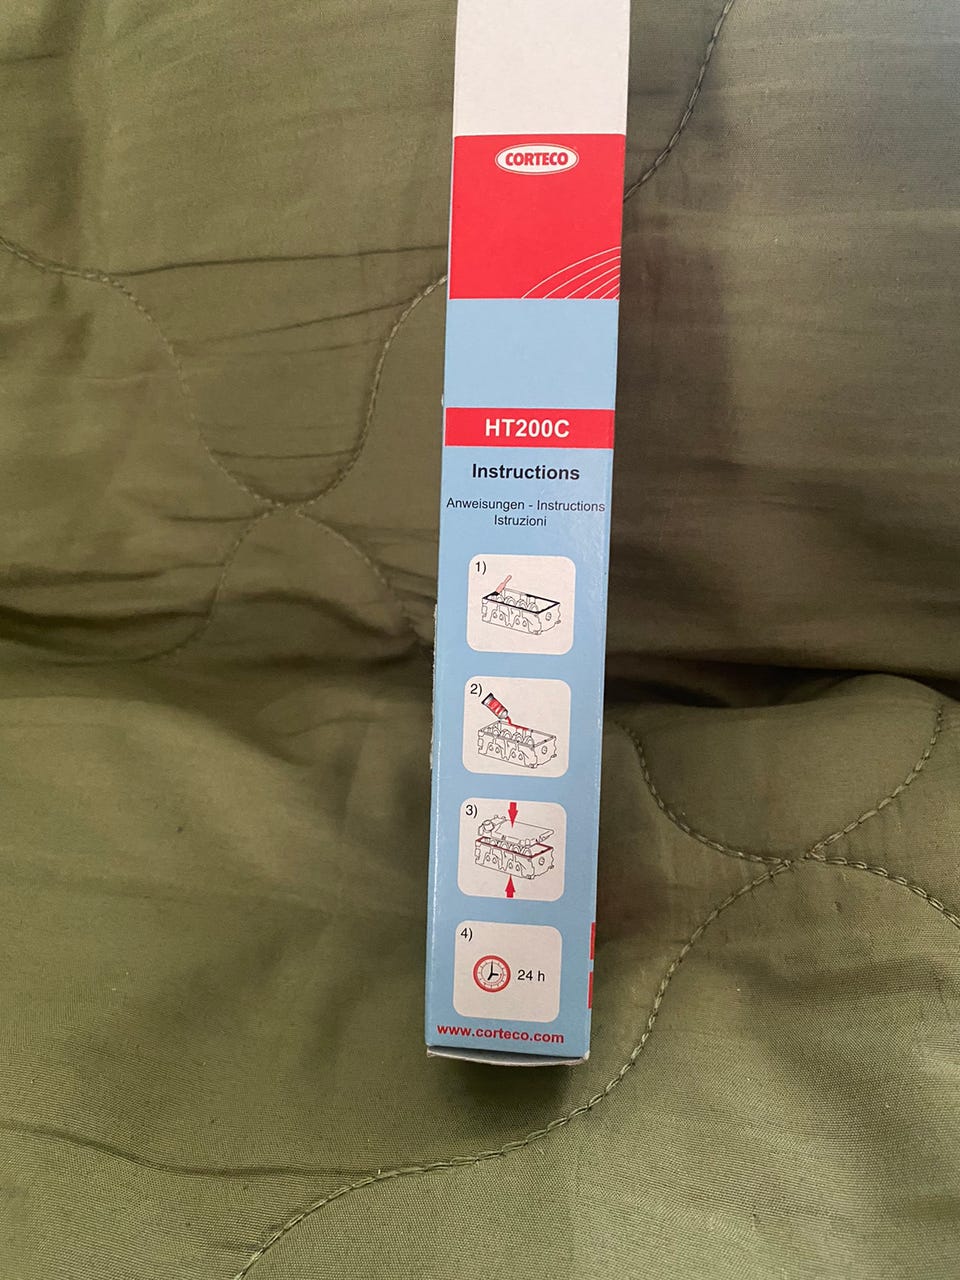 CORTECO
HT200C
Instructions
Anweisungen - Instructions
Istruzioni
1)
2)
3)
4)
24 h
www.corteco.com